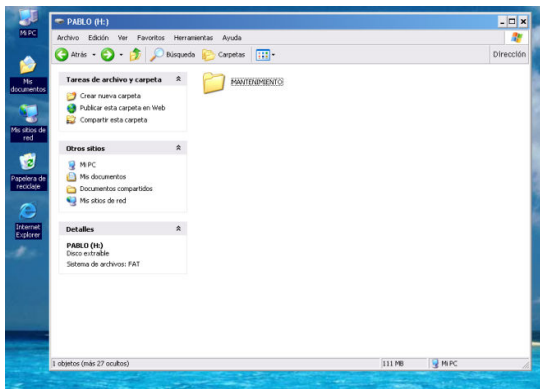 Mi PC
Mis documentos
Mis sitios de red
Papelera de reciclaje
Internet Explorer
PABLO (H:)
Archivo Edición Ver Favoritos Herramientas Ayuda
Atrás Búsqueda Carpetas Dirección
Tareas de archivo y carpeta
Crear nueva carpeta
Publicar esta carpeta en Web
Compartir esta carpeta
Otros sitios
Mi PC
Mis documentos
Documentos compartidos
Mis sitios de red
Detalles
PABLO (H:)
Disco extraíble
Sistema de archivos: FAT
MANTENIMIENTO
1 objetos (más 27 ocultos) 111 MB Mi PC